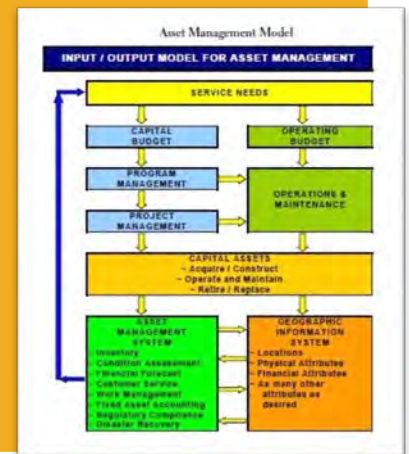 Asset Management Model
INPUT / OUTPUT MODEL FOR ASSET MANAGEMENT
SERVICE NEEDS
CAPITAL
BUDGET
OPERATING
BUDGET
PROGRAM
MANAGEMENT
OPERATIONS &
MAINTENANCE
PROJECT
MANAGEMENT
CAPITAL ASSETS
- Acquire / Construct
- Operate and Maintain
- Retire / Replace
ASSET
MANAGEMENT
SYSTEM
- Inventory
- Condition Assessment
- Financial Forecast
- Customer Service
- Work Management
- Fixed Asset Accounting
- Regulatory Compliance
- Disaster Recovery
GEOGRAPHIC
INFORMATION
SYSTEM
- Locations
- Physical Attributes
- Financial Attributes
- As many other
attributes as
desired